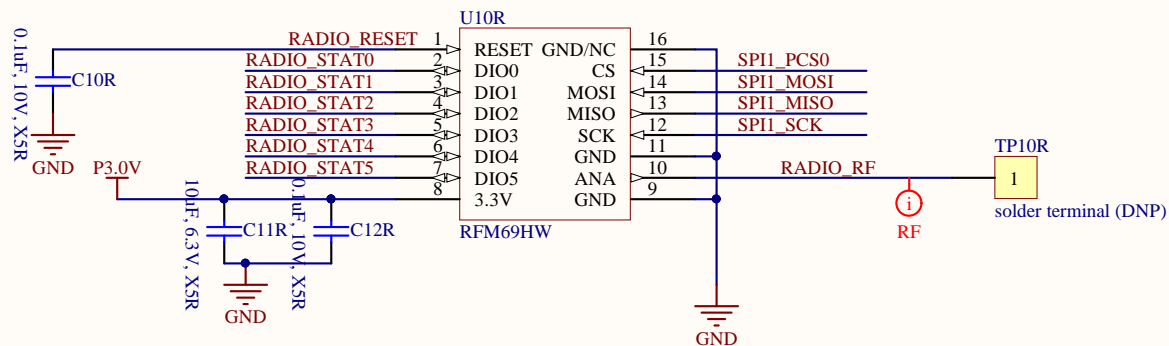 U10R
RADIO_RESET 1 RESET GND/NC 16
RADIO_STAT0 2 DIO0 CS 15 SPI1_PCS0
RADIO_STAT1 3 DIO1 MOSI 14 SPI1_MOSI
RADIO_STAT2 4 DIO2 MISO 13 SPI1_MISO
RADIO_STAT3 5 DIO3 SCK 12 SPI1_SCK
RADIO_STAT4 6 DIO4 GND 11
RADIO_STAT5 7 DIO5 ANA 10 RADIO_RF
8 3.3V GND 9
RFM69HW
C10R
0.1uF, 10V, X5R
GND
P3.0V
C11R
10uF, 6.3V, X5R
C12R
0.1uF, 10V, X5R
GND
GND
i
RF
TP10R
1
solder terminal (DNP)